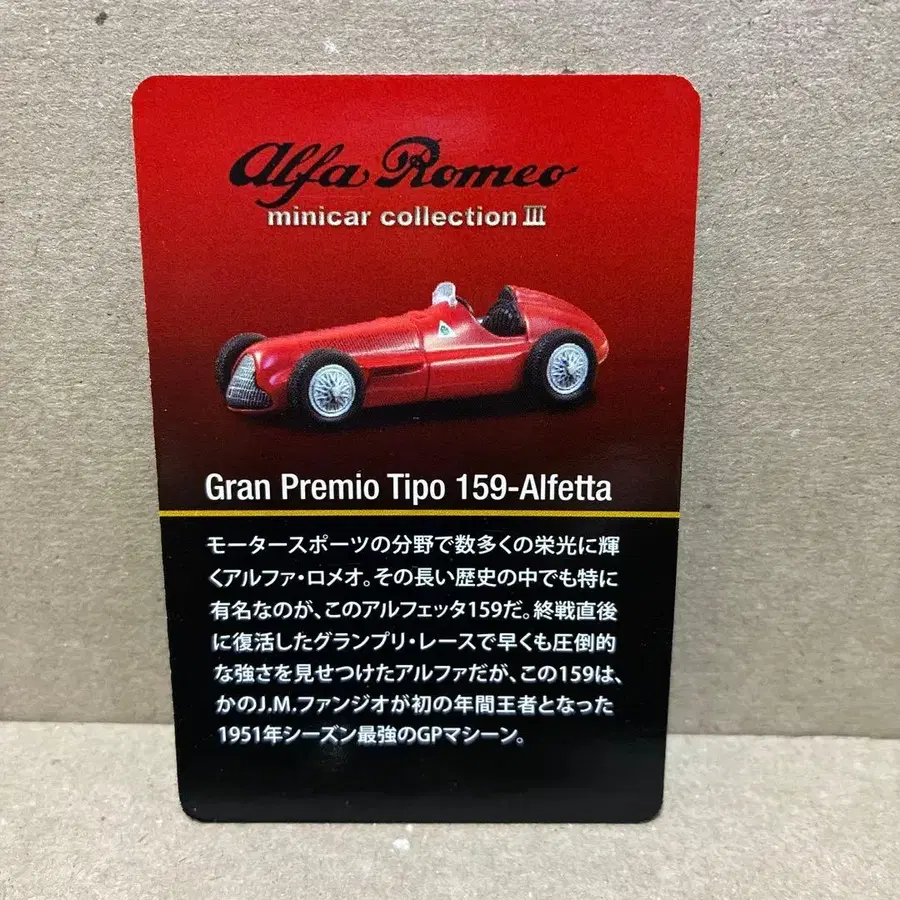 Alfa Romeo
minicar collection III
Gran Premio Tipo 159-Alfetta
モータースポーツの分野で数多くの栄光に輝
くアルファ・ロメオ。その長い歴史の中でも特に
有名なのが、このアルフェッタ159だ。終戦直後
に復活したグランプリ・レースで早くも圧倒的
な強さを見せつけたアルファだが、この159は、
かのJ.M.ファンジオが初の年間王者となった
1951年シーズン最強のGPマシーン。